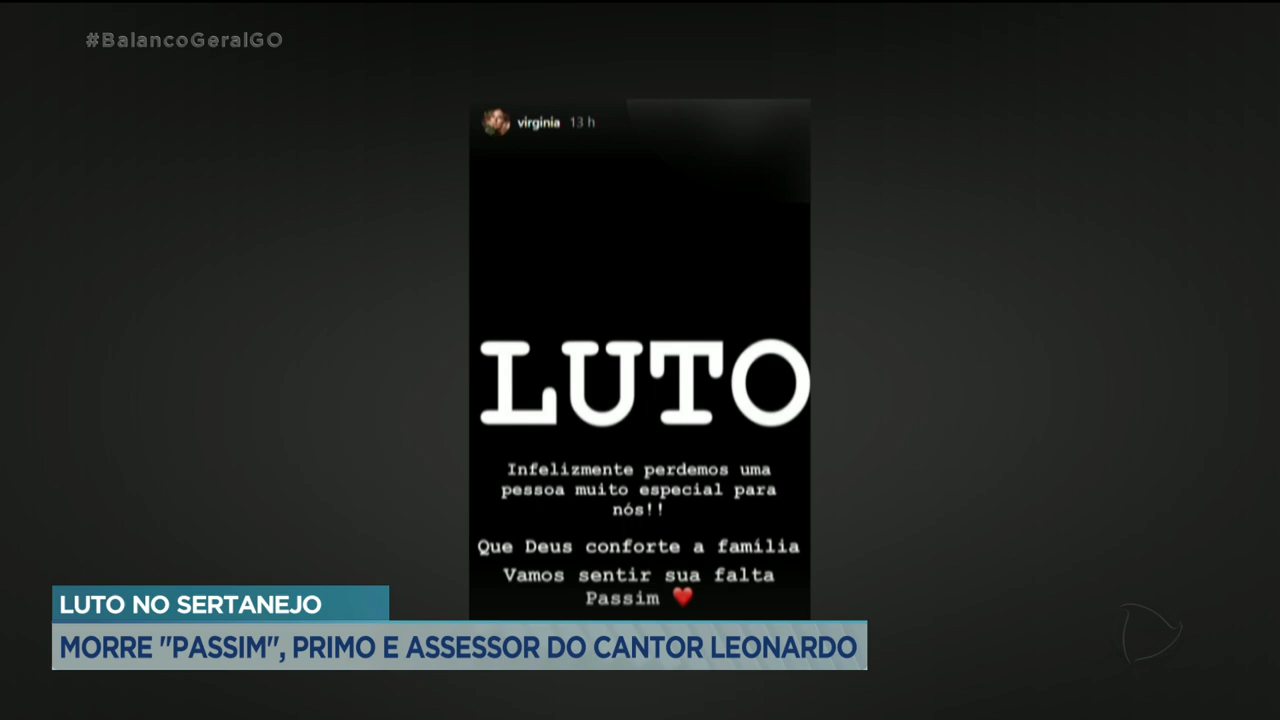 #BalancoGeralGO
virginia 13 h
LUTO
Infelizmente perdemos uma
pessoa muito especial para
nós!!
Que Deus conforte a família
Vamos sentir sua falta
Passim ❤️
LUTO NO SERTANEJO
MORRE "PASSIM", PRIMO E ASSESSOR DO CANTOR LEONARDO